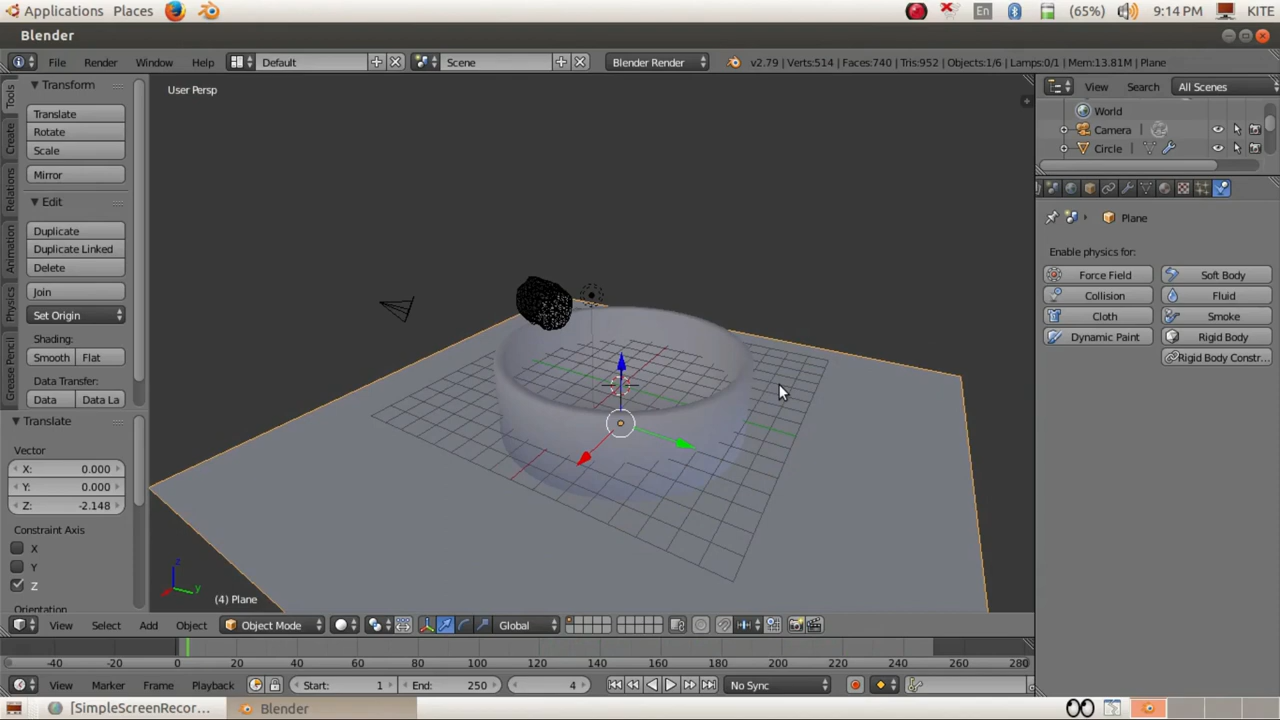 Applications Places En (65%) 9:14 PM KITE
Blender
File Render Window Help Default Scene Blender Render v2.79 | Verts:514 | Faces:740 | Tris:952 | Objects:1/6 | Lamps:0/1 | Mem:13.81M | Plane
Tools
Create
Relations
Animation
Physics
Grease Pencil
Transform
Translate
Rotate
Scale
Mirror
Edit
Duplicate
Duplicate Linked
Delete
Join
Set Origin
Shading:
Smooth Flat
Data Transfer:
Data Data La
Translate
Vector
X: 0.000
Y: 0.000
Z: -2.148
Constraint Axis
X
Y
Z
Orientation
User Persp
z
y
(4) Plane
View Search All Scenes
World
Camera
Circle
Plane
Enable physics for:
Force Field Soft Body
Collision Fluid
Cloth Smoke
Dynamic Paint Rigid Body
Rigid Body Constr...
View Select Add Object Object Mode Global
-40 -20 0 20 40 60 80 100 120 140 160 180 200 220 240 260 280
View Marker Frame Playback Start: 1 End: 250 4 No Sync
[SimpleScreenRecor... Blender